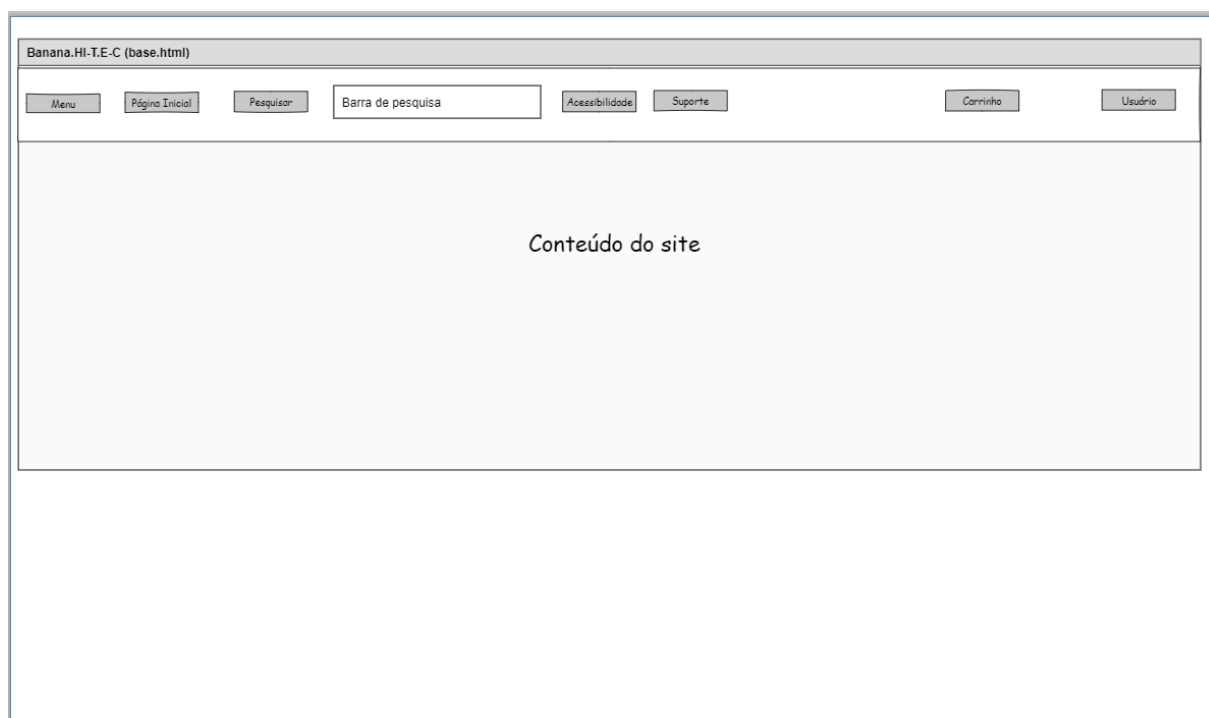 Banana.HI-T.E-C (base.html)
Menu
Página Inicial
Pesquisar
Barra de pesquisa
Acessibilidade
Suporte
Carrinho
Usuário
Conteúdo do site